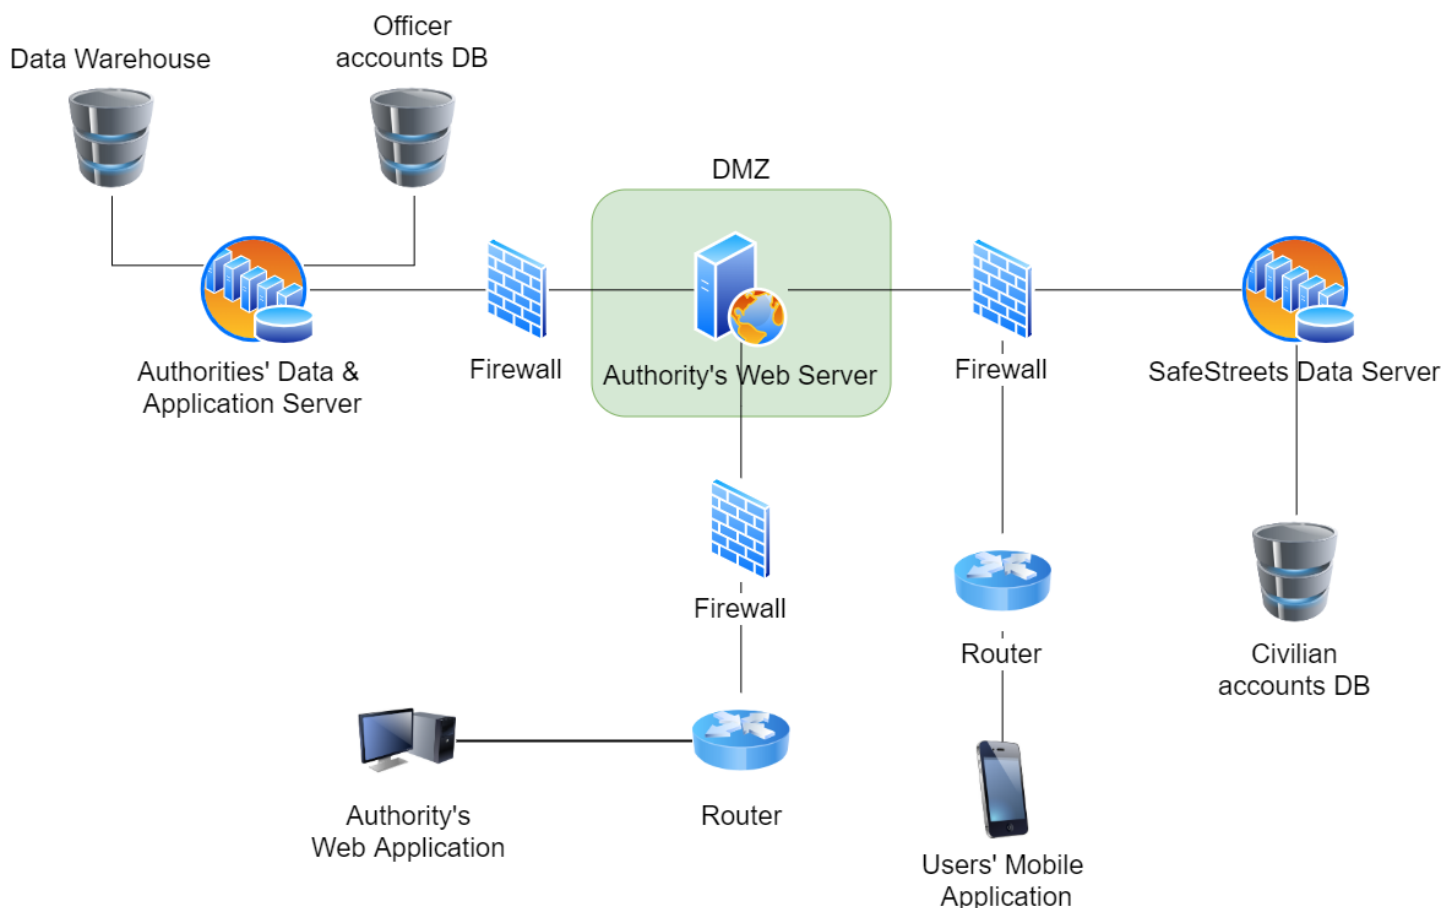 Officer
accounts DB
Data Warehouse
DMZ
Authorities' Data &
Application Server
Firewall
Authority's Web Server
Firewall
SafeStreets Data Server
Firewall
Router
Civilian
accounts DB
Authority's
Web Application
Router
Users' Mobile
Application